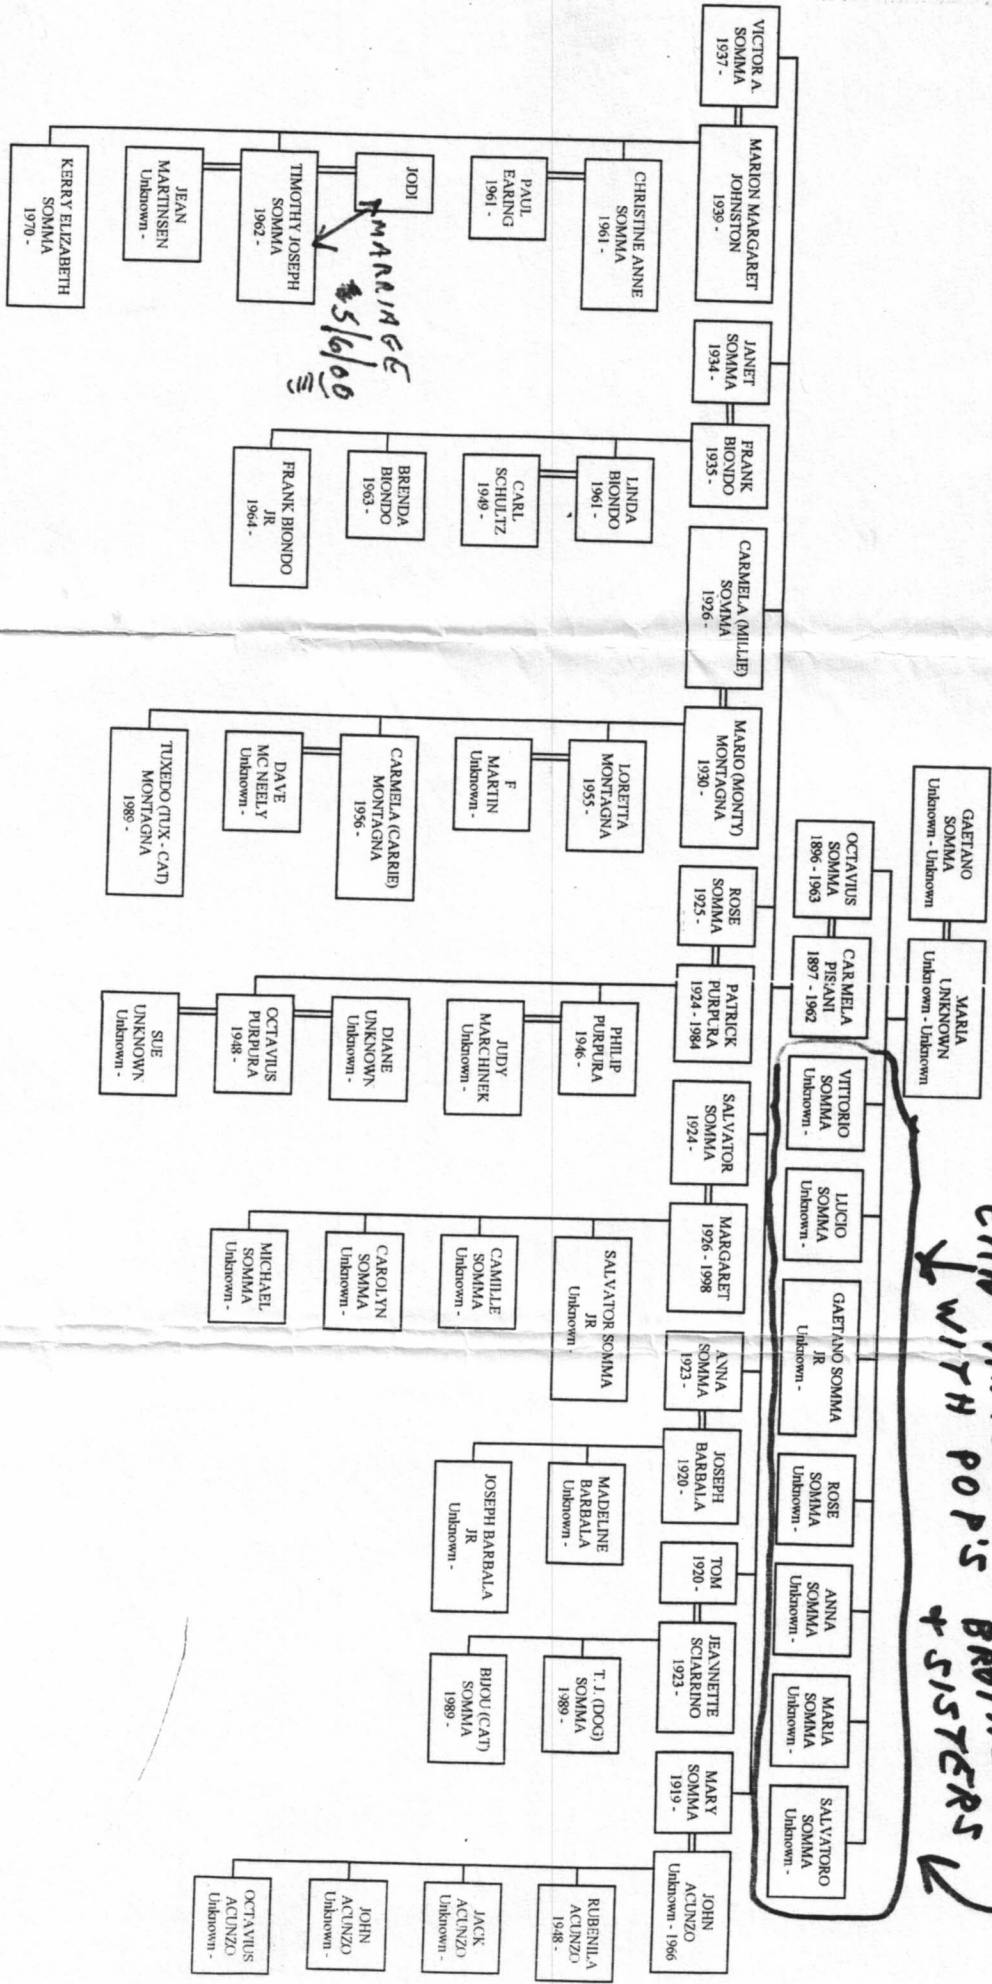 GAETANO
SOMMA
Unknown - Unknown
MARIA
UNKNOWN
Unknown - Unknown
OCTAVIUS
SOMMA
1896 - 1963
CARMELA
PISANI
1897 - 1962
VITTORIO
SOMMA
Unknown -
LUCIO
SOMMA
Unknown -
GAETANO SOMMA
JR
Unknown -
ROSE
SOMMA
Unknown -
ANNA
SOMMA
Unknown -
MARIA
SOMMA
Unknown -
SALVATORO
SOMMA
Unknown -
WITH POP'S
+ SISTERS
VICTOR A.
SOMMA
1937 -
MARION MARGARET
JOHNSTON
1939 -
JANET
SOMMA
1934 -
FRANK
BIONDO
1935 -
CARMELA (MILLIE)
SOMMA
1926 -
MARIO (MONTY)
MONTAGNA
1930 -
ROSE
SOMMA
1925 -
PATRICK
PURPURA
1924 - 1984
SALVATOR
SOMMA
1924 -
MARGARET
1926 - 1998
ANNA
SOMMA
1923 -
JOSEPH
BARBALA
1920 -
TOM
1920 -
JEANNETTE
SCIARRINO
1923 -
MARY
SOMMA
1919 -
JOHN
ACUNZO
Unknown - 1966
CHRISTINE ANNE
SOMMA
1961 -
PAUL
EARING
1961 -
JODI
TIMOTHY JOSEPH
SOMMA
1962 -
JEAN
MARTINSEN
Unknown -
KERRY ELIZABETH
SOMMA
1970 -
MARRIAGE
5/6/00
LINDA
BIONDO
1961 -
CARL
SCHULTZ
1949 -
BRENDA
BIONDO
1963 -
FRANK BIONDO
JR
1964 -
LORETTA
MONTAGNA
1955 -
F
MARTIN
Unknown -
CARMELA (CARRIE)
MONTAGNA
1956 -
DAVE
MC NEELY
Unknown -
TUXEDO (TUX - CAT)
MONTAGNA
1989 -
PHILIP
PURPURA
1946 -
JUDY
MARCHINEK
Unknown -
DIANE
UNKNOWN
Unknown -
OCTAVIUS
PURPURA
1948 -
SUE
UNKNOWN
Unknown -
SALVATOR SOMMA
JR
Unknown -
CAMILLE
SOMMA
Unknown -
CAROLYN
SOMMA
Unknown -
MICHAEL
SOMMA
Unknown -
MADELINE
BARBALA
Unknown -
JOSEPH BARBALA
JR
Unknown -
T.J. (DOG)
SOMMA
1989 -
BIJOU (CAT)
SOMMA
1989 -
RUBENILA
ACUNZO
1948 -
JACK
ACUNZO
Unknown -
JOHN
ACUNZO
Unknown -
OCTAVIUS
ACUNZO
Unknown -